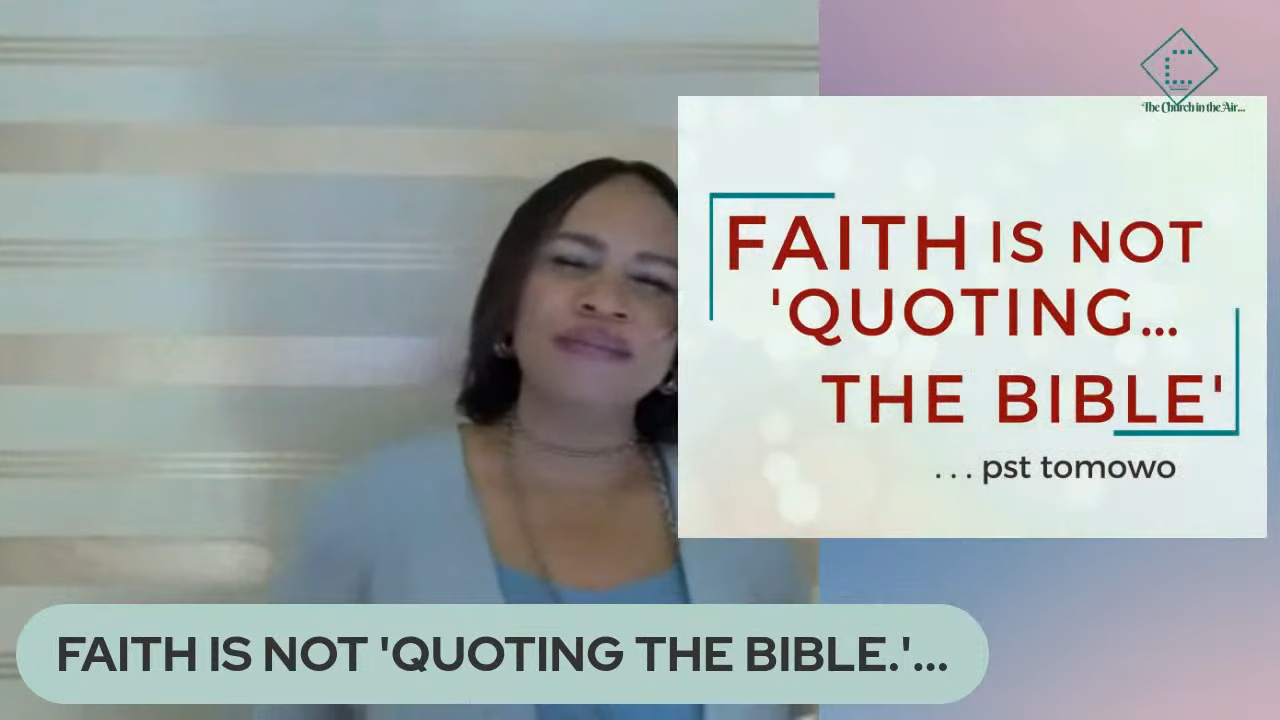 The Church in the Air...
FAITH IS NOT
'QUOTING...
THE BIBLE'
...pst tomowo
FAITH IS NOT 'QUOTING THE BIBLE.'...